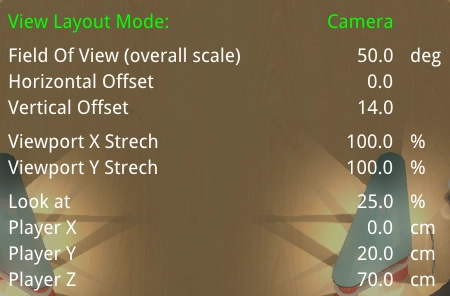 View Layout Mode: Camera
Field Of View (overall scale) 50.0 deg
Horizontal Offset 0.0
Vertical Offset 14.0
Viewport X Strech 100.0 %
Viewport Y Strech 100.0 %
Look at 25.0 %
Player X 0.0 cm
Player Y 20.0 cm
Player Z 70.0 cm